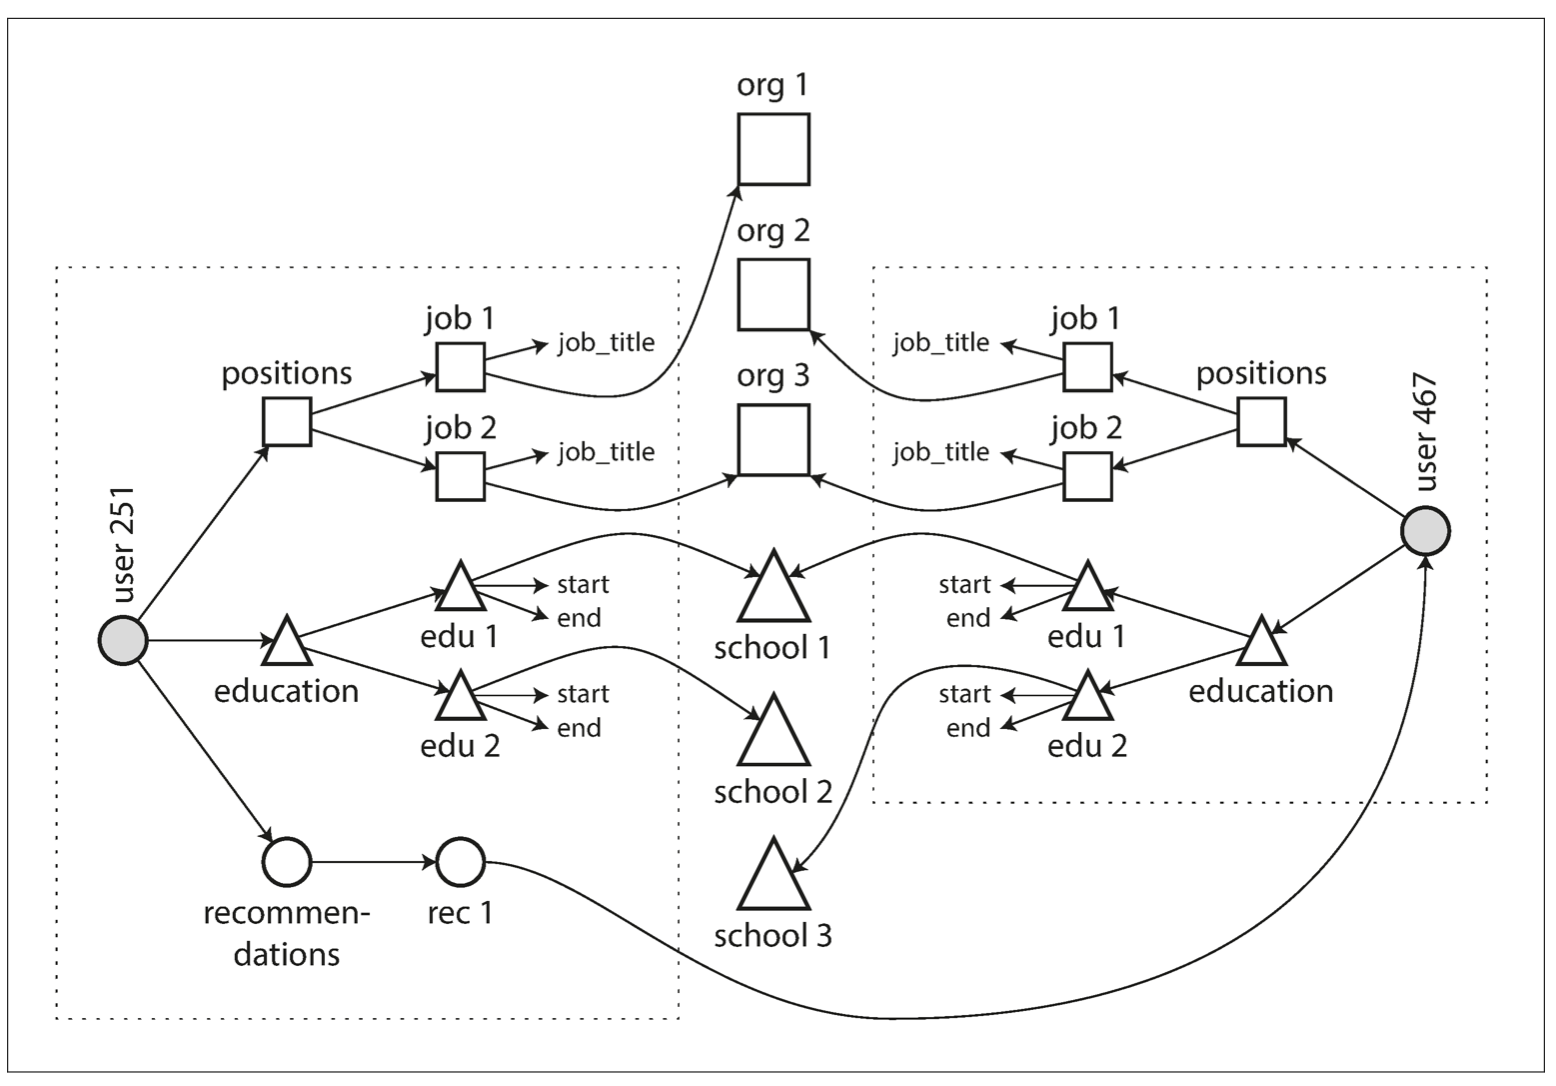 org 1
org 2
org 3
job 1
job_title
positions
job 2
job_title
user 251
edu 1
start
end
education
edu 2
start
end
recommen-
dations
rec 1
school 1
school 2
school 3
job 1
job_title
positions
job 2
job_title
user 467
start
end
edu 1
education
start
end
edu 2